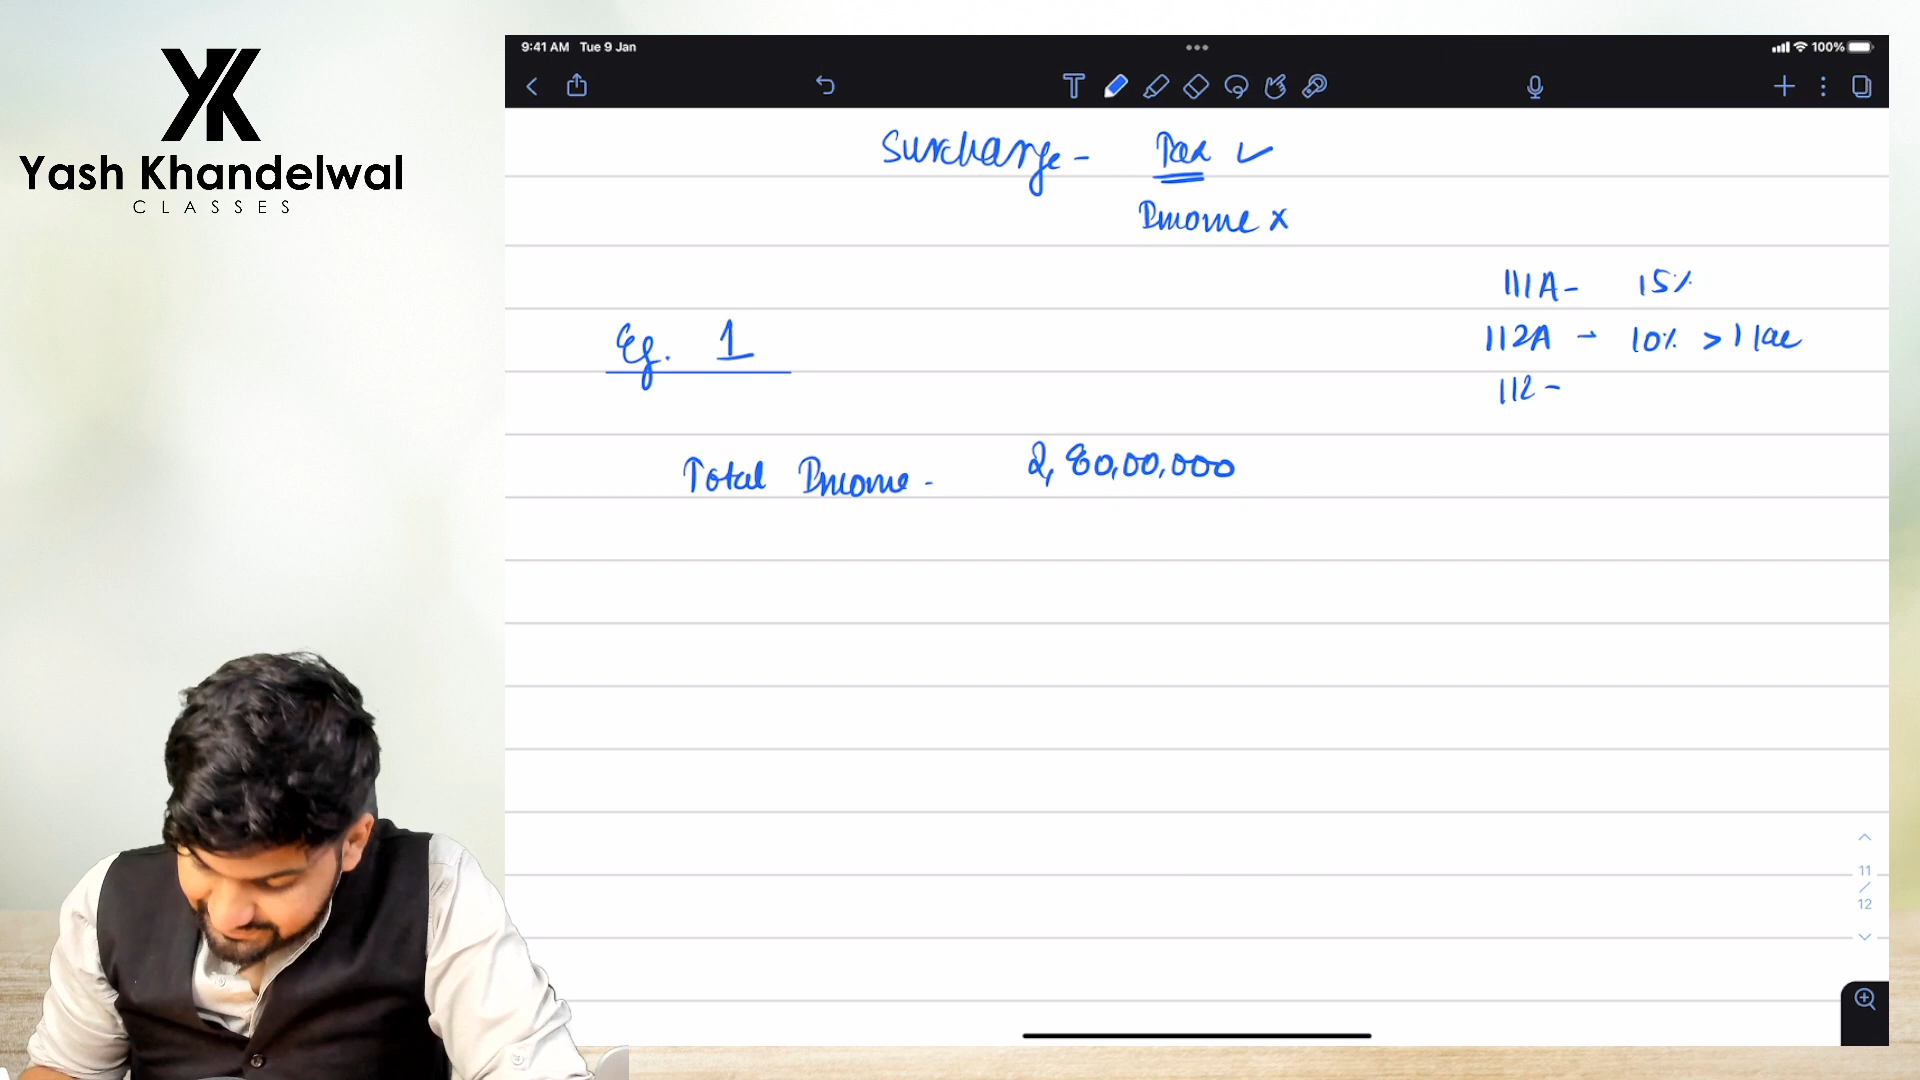 Yash Khandelwal
CLASSES
9:41 AM Tue 9 Jan
100%
Surcharge - Tax ✓
Income x
111A - 15%
112A - 10% > 1 lac
112 -
Eg. 1
Total Income - 2,80,00,000
11
/
12